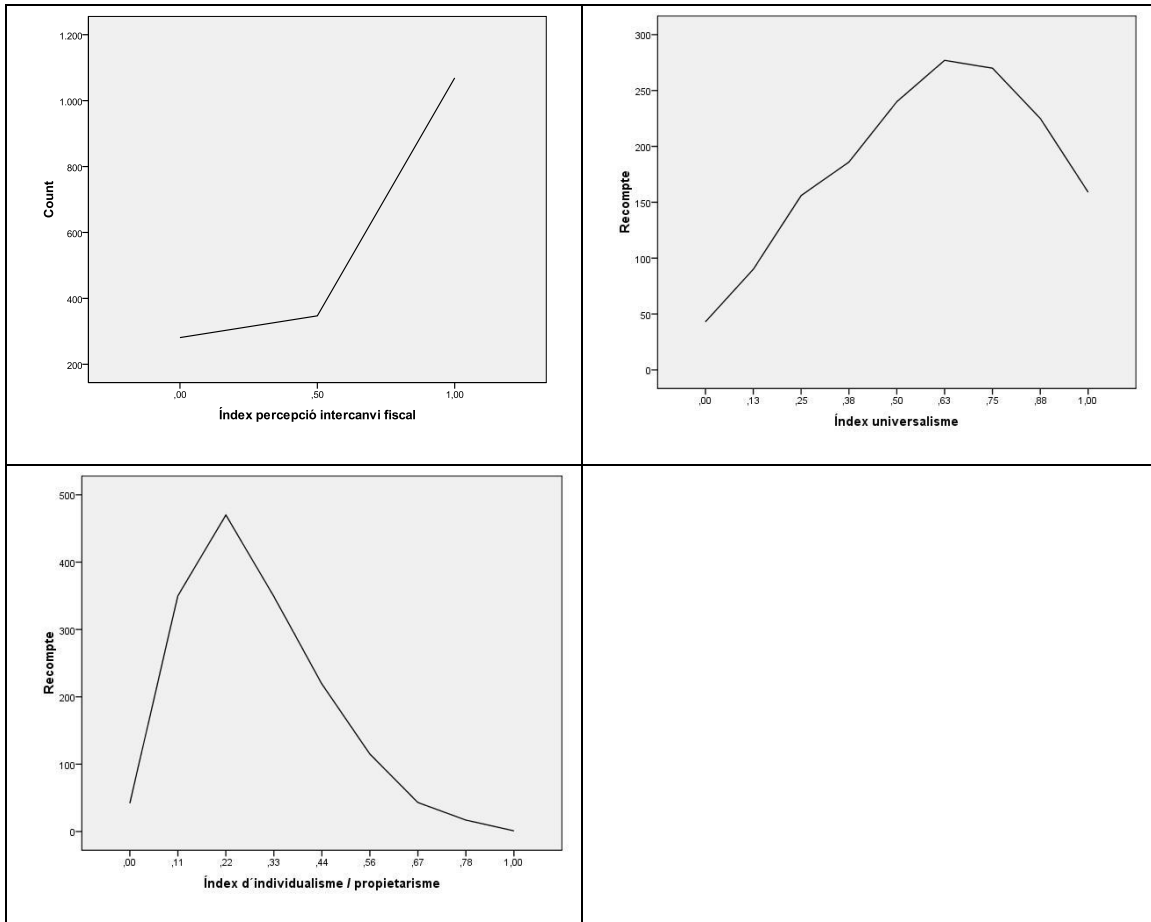 1.200
1.000
800
600
400
200
Count
,00 ,50 1,00
Índex percepció intercanvi fiscal
300
250
200
150
100
50
0
Recompte
,00 ,13 ,25 ,38 ,50 ,63 ,75 ,88 1,00
Índex universalisme
500
400
300
200
100
0
Recompte
,00 ,11 ,22 ,33 ,44 ,56 ,67 ,78 1,00
Índex d´individualisme / propietarisme